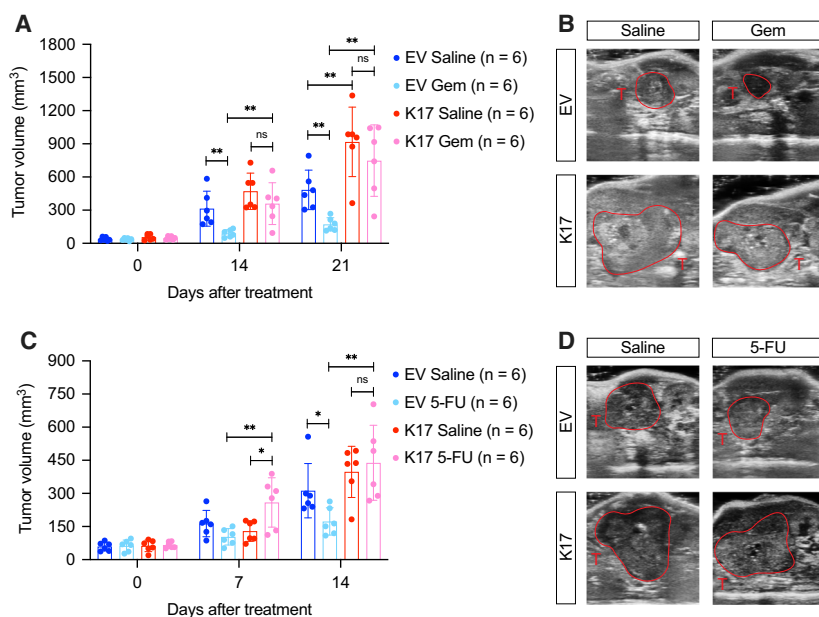 A
Tumor volume (mm³)
1800
1500
1200
900
600
300
0
** ** ns ** ** ** ns **
0 14 21
Days after treatment
EV Saline (n = 6)
EV Gem (n = 6)
K17 Saline (n = 6)
K17 Gem (n = 6)
B
Saline Gem
EV
T T
K17
T T
C
Tumor volume (mm³)
900
750
600
450
300
150
0
** * * ns **
0 7 14
Days after treatment
EV Saline (n = 6)
EV 5-FU (n = 6)
K17 Saline (n = 6)
K17 5-FU (n = 6)
D
Saline 5-FU
EV
T T
K17
T T